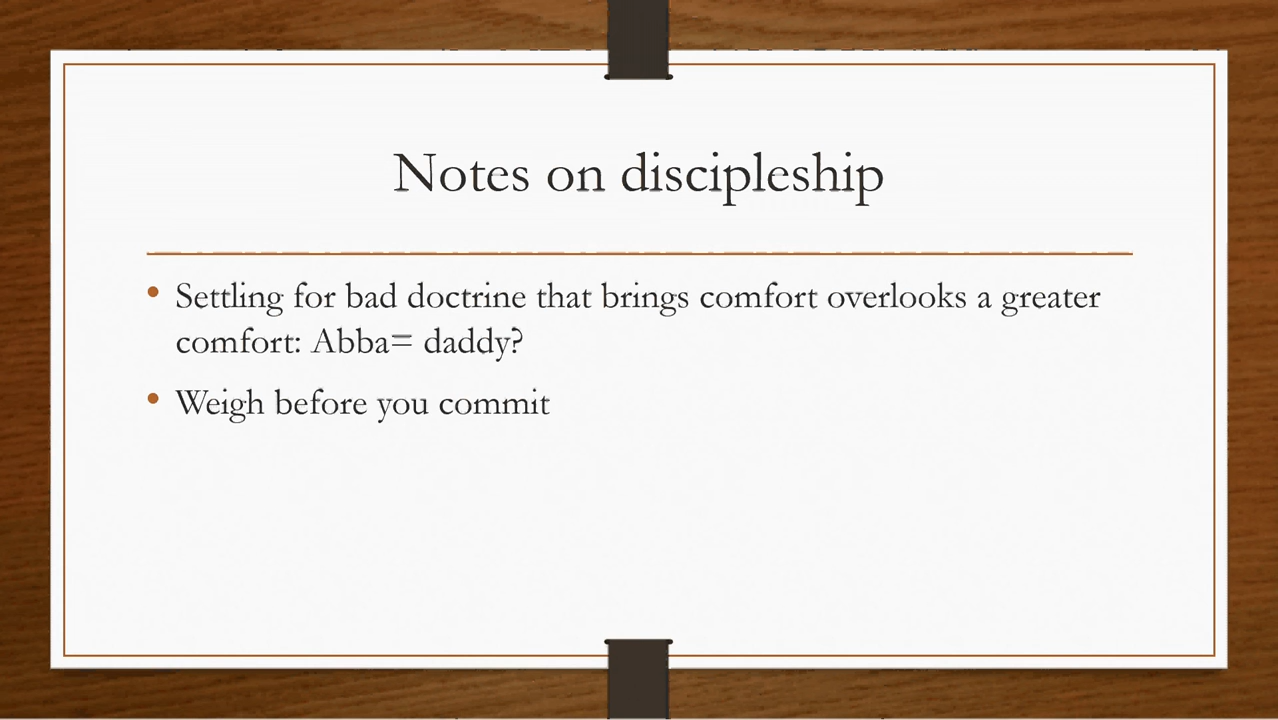 Notes on discipleship
• Settling for bad doctrine that brings comfort overlooks a greater
comfort: Abba= daddy?
• Weigh before you commit